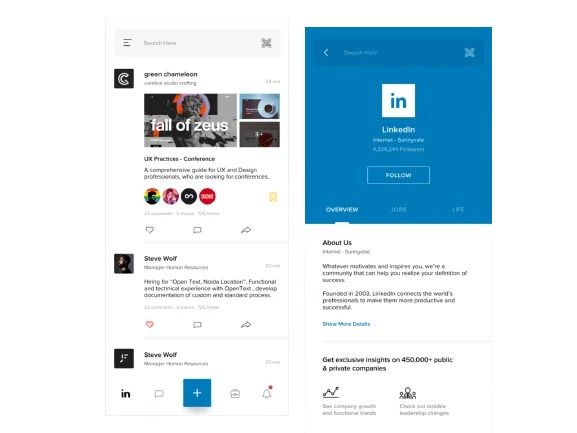 Search Here
green chameleon
creative studio crafting
23 min
fall of zeus
3+
UX Practices - Conference
A comprehensive guide for UX and Design
professionals, who are looking for conferences.
22 comments · 3 shares · 725 Views
Steve Wolf
Manager Human Resources
20 min
Hiring for "Open Text, Noida Location", Functional
and technical experience with OpenText , develop
documentation of custom and standard process.
Steve Wolf
Manager Human Resources
20 min
in
Search Here
in
LinkedIn
Internet - Sunnyvale
4,334,244 Followers
FOLLOW
OVERVIEW
JOBS
LIFE
About Us
Internet - Sunnyvale
Whatever motivates and inspires you, we're a
community that can help you realize your definition of
success.
Founded in 2003, LinkedIn connects the world's
professionals to make them more productive and
successful.
Show More Details
Get exclusive insights on 450,000+ public
& private companies
See company growth
and functional trends
Check out notable
leadership changes